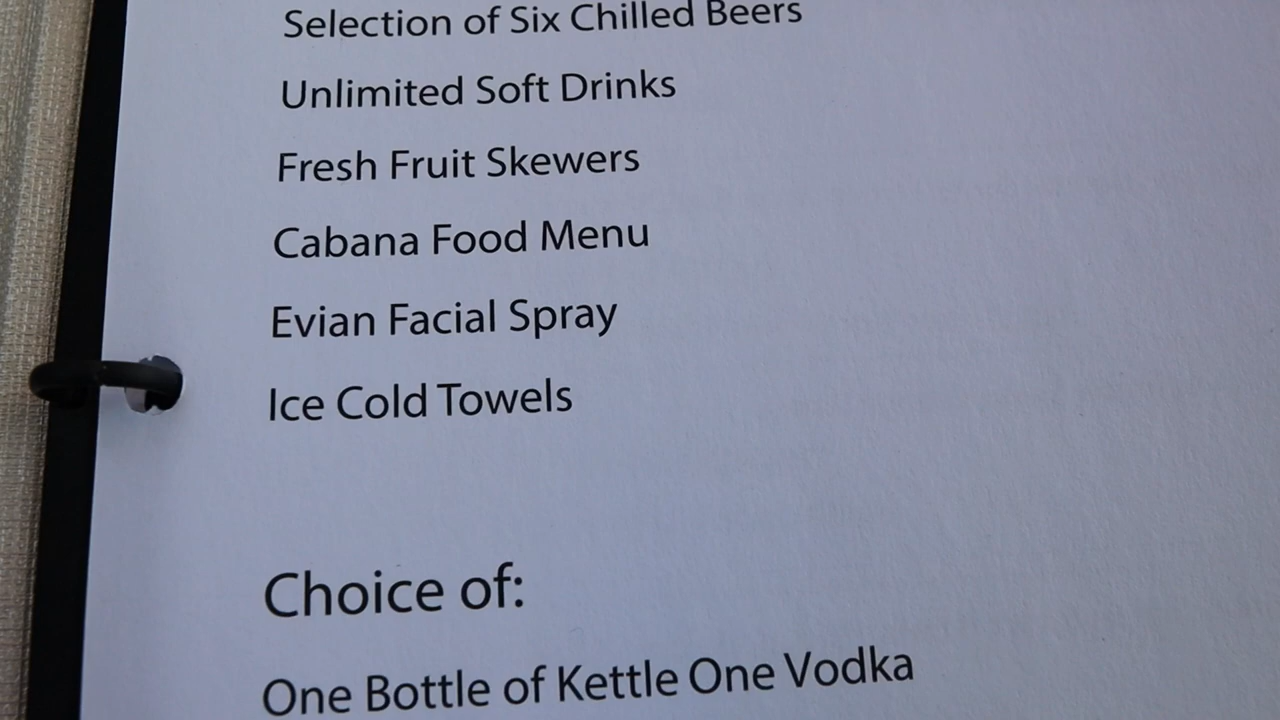 Selection of Six Chilled Beers
Unlimited Soft Drinks
Fresh Fruit Skewers
Cabana Food Menu
Evian Facial Spray
Ice Cold Towels
Choice of:
One Bottle of Kettle One Vodka